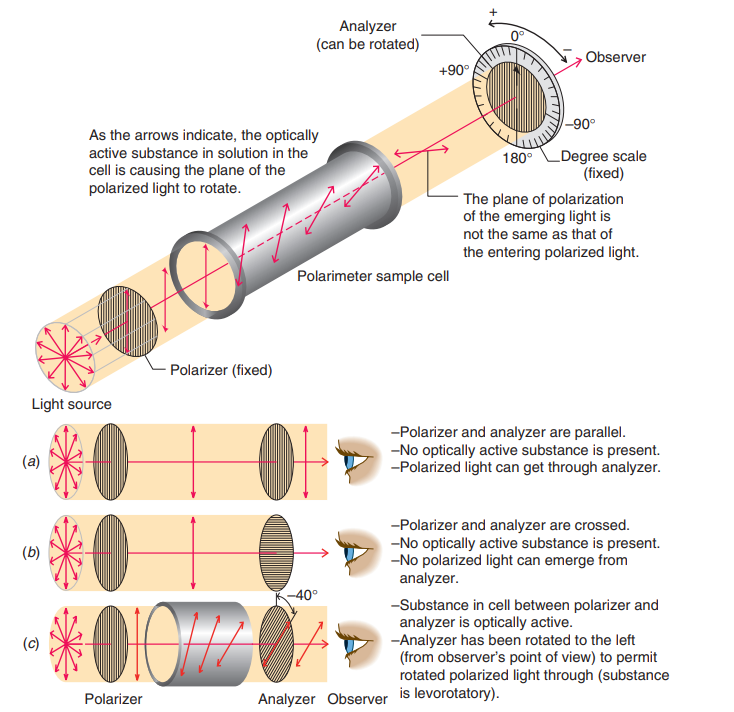 Analyzer
(can be rotated)
+
0°
–
Observer
+90°
–90°
180°
Degree scale
(fixed)
As the arrows indicate, the optically
active substance in solution in the
cell is causing the plane of the
polarized light to rotate.
The plane of polarization
of the emerging light is
not the same as that of
the entering polarized light.
Polarimeter sample cell
Polarizer (fixed)
Light source
(a)
–Polarizer and analyzer are parallel.
–No optically active substance is present.
–Polarized light can get through analyzer.
(b)
–Polarizer and analyzer are crossed.
–No optically active substance is present.
–No polarized light can emerge from
analyzer.
–40°
(c)
–Substance in cell between polarizer and
analyzer is optically active.
–Analyzer has been rotated to the left
(from observer's point of view) to permit
rotated polarized light through (substance
is levorotatory).
Polarizer
Analyzer
Observer